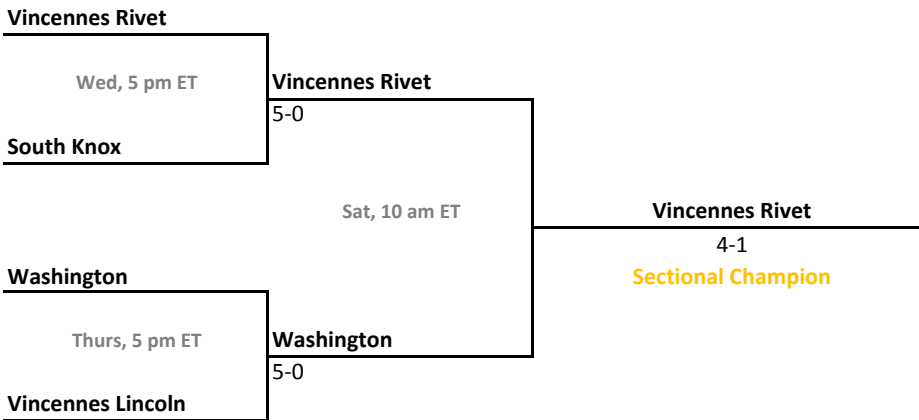 Vincennes Rivet
Wed, 5 pm ET
Vincennes Rivet
5-0
South Knox
Sat, 10 am ET
Vincennes Rivet
4-1
Sectional Champion
Washington
Thurs, 5 pm ET
Washington
5-0
Vincennes Lincoln